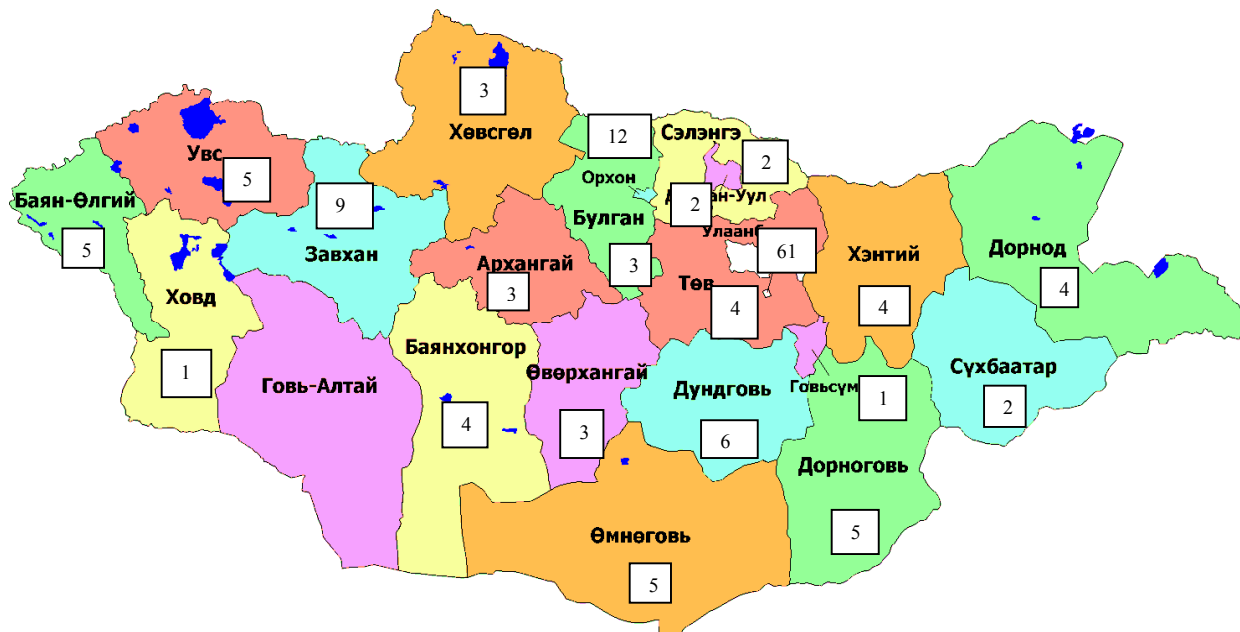 3
Хөвсгөл
12
Сэлэнгэ
2
Увс
5
Баян-Өлгий
5
9
Завхан
Орхон
2
Булган
3
Архангай
3
61
Төв
4
Хэнтий
4
Дорнод
4
Ховд
1
Говь-Алтай
Баянхонгор
4
Өвөрхангай
3
Дундговь
6
Говьсүм
1
Сүхбаатар
2
Дорноговь
5
Өмнөговь
5